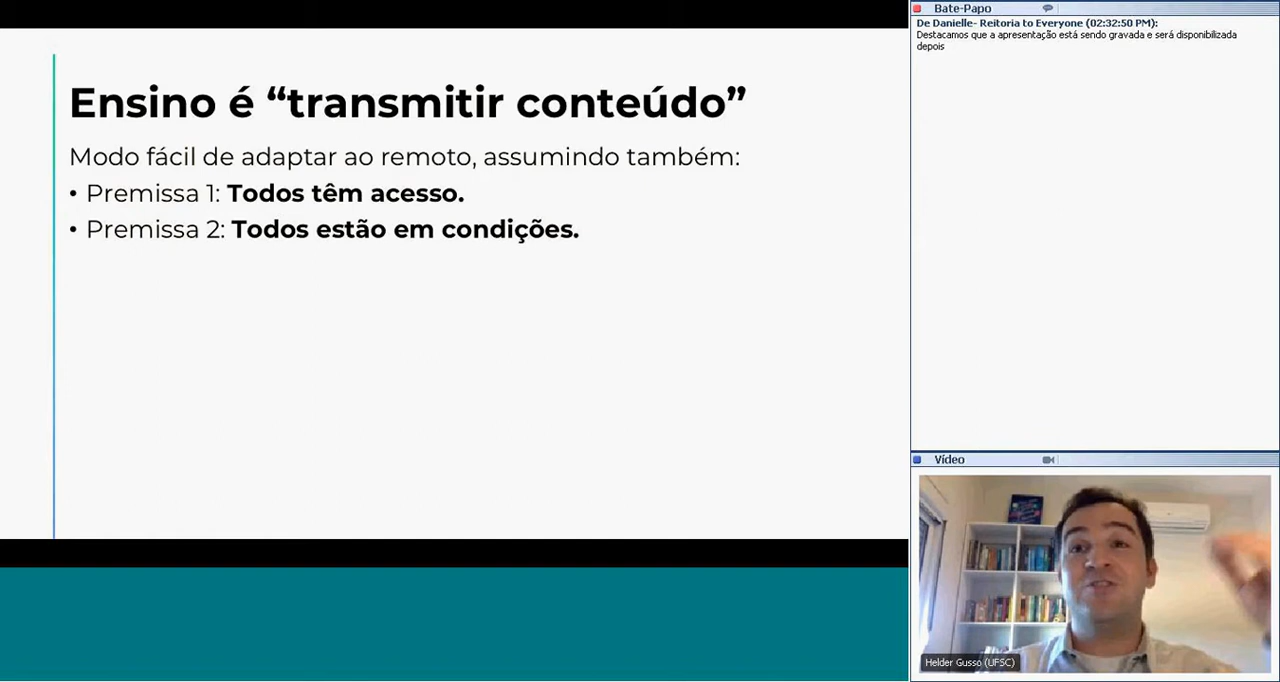 Ensino é “transmitir conteúdo”
Modo fácil de adaptar ao remoto, assumindo também:
• Premissa 1: Todos têm acesso.
• Premissa 2: Todos estão em condições.
Bate-Papo
De Danielle- Reitoria to Everyone (02:32:50 PM):
Destacamos que a apresentação está sendo gravada e será disponibilizada
depois
Vídeo
Helder Gusso (UFSC)